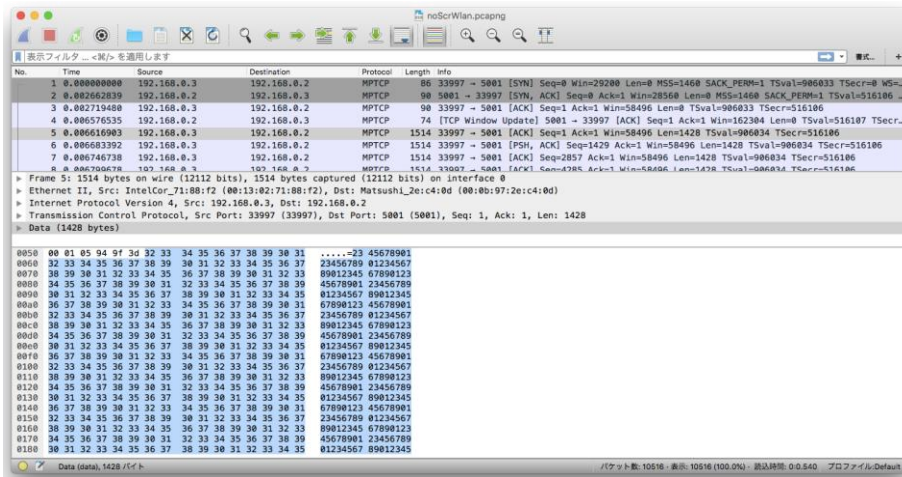 noScrWlan.pcapng
表示フィルタ ... <⌘/> を適用します 書式... +
No. Time Source Destination Protocol Length Info
1 0.000000000 192.168.0.3 192.168.0.2 MPTCP 86 33997 → 5001 [SYN] Seq=0 Win=29200 Len=0 MSS=1460 SACK_PERM=1 TSval=906033 TSecr=0 WS=…
2 0.002662839 192.168.0.2 192.168.0.3 MPTCP 90 5001 → 33997 [SYN, ACK] Seq=0 Ack=1 Win=28560 Len=0 MSS=1460 SACK_PERM=1 TSval=516106 …
3 0.002719480 192.168.0.3 192.168.0.2 MPTCP 90 33997 → 5001 [ACK] Seq=1 Ack=1 Win=58496 Len=0 TSval=906033 TSecr=516106
4 0.006576535 192.168.0.2 192.168.0.3 MPTCP 74 [TCP Window Update] 5001 → 33997 [ACK] Seq=1 Ack=1 Win=162304 Len=0 TSval=516107 TSecr…
5 0.006616903 192.168.0.3 192.168.0.2 MPTCP 1514 33997 → 5001 [ACK] Seq=1 Ack=1 Win=58496 Len=1428 TSval=906034 TSecr=516106
6 0.006683392 192.168.0.3 192.168.0.2 MPTCP 1514 33997 → 5001 [PSH, ACK] Seq=1429 Ack=1 Win=58496 Len=1428 TSval=906034 TSecr=516106
7 0.006746738 192.168.0.3 192.168.0.2 MPTCP 1514 33997 → 5001 [ACK] Seq=2857 Ack=1 Win=58496 Len=1428 TSval=906034 TSecr=516106
8 0.006799678 192.168.0.3 192.168.0.2 MPTCP 1514 33997 → 5001 [ACK] Seq=4285 Ack=1 Win=58496 Len=1428 TSval=906034 TSecr=516106
Frame 5: 1514 bytes on wire (12112 bits), 1514 bytes captured (12112 bits) on interface 0
Ethernet II, Src: IntelCor_71:88:f2 (00:13:02:71:88:f2), Dst: Matsushi_2e:c4:0d (00:0b:97:2e:c4:0d)
Internet Protocol Version 4, Src: 192.168.0.3, Dst: 192.168.0.2
Transmission Control Protocol, Src Port: 33997 (33997), Dst Port: 5001 (5001), Seq: 1, Ack: 1, Len: 1428
Data (1428 bytes)
0050 00 01 05 94 9f 3d 32 33 34 35 36 37 38 39 30 31 .....=23 45678901
0060 32 33 34 35 36 37 38 39 30 31 32 33 34 35 36 37 23456789 01234567
0070 38 39 30 31 32 33 34 35 36 37 38 39 30 31 32 33 89012345 67890123
0080 34 35 36 37 38 39 30 31 32 33 34 35 36 37 38 39 45678901 23456789
0090 30 31 32 33 34 35 36 37 38 39 30 31 32 33 34 35 01234567 89012345
00a0 36 37 38 39 30 31 32 33 34 35 36 37 38 39 30 31 67890123 45678901
00b0 32 33 34 35 36 37 38 39 30 31 32 33 34 35 36 37 23456789 01234567
00c0 38 39 30 31 32 33 34 35 36 37 38 39 30 31 32 33 89012345 67890123
00d0 34 35 36 37 38 39 30 31 32 33 34 35 36 37 38 39 45678901 23456789
00e0 30 31 32 33 34 35 36 37 38 39 30 31 32 33 34 35 01234567 89012345
00f0 36 37 38 39 30 31 32 33 34 35 36 37 38 39 30 31 67890123 45678901
0100 32 33 34 35 36 37 38 39 30 31 32 33 34 35 36 37 23456789 01234567
0110 38 39 30 31 32 33 34 35 36 37 38 39 30 31 32 33 89012345 67890123
0120 34 35 36 37 38 39 30 31 32 33 34 35 36 37 38 39 45678901 23456789
0130 30 31 32 33 34 35 36 37 38 39 30 31 32 33 34 35 01234567 89012345
0140 36 37 38 39 30 31 32 33 34 35 36 37 38 39 30 31 67890123 45678901
0150 32 33 34 35 36 37 38 39 30 31 32 33 34 35 36 37 23456789 01234567
0160 38 39 30 31 32 33 34 35 36 37 38 39 30 31 32 33 89012345 67890123
0170 34 35 36 37 38 39 30 31 32 33 34 35 36 37 38 39 45678901 23456789
0180 30 31 32 33 34 35 36 37 38 39 30 31 32 33 34 35 01234567 89012345
Data (data), 1428 バイト パケット数: 10516 · 表示: 10516 (100.0%) · 読込時間: 0:0.540 プロファイル:Default